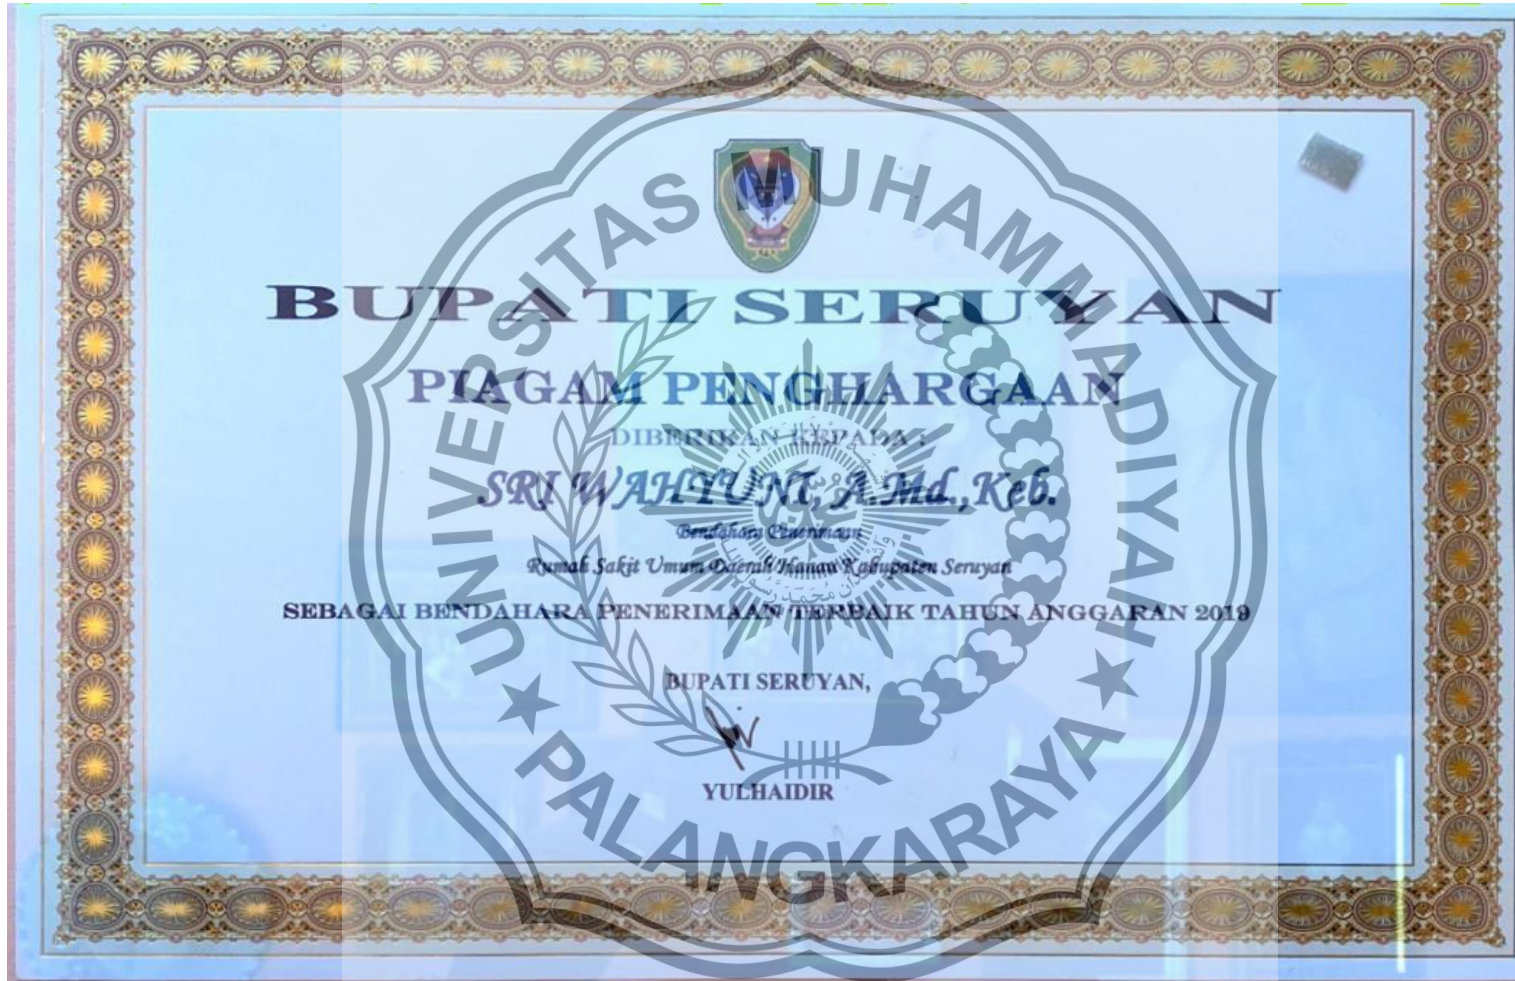 BUPATI SERUYAN
PIAGAM PENGHARGAAN
DIBERIKAN KEPADA :
SRI WAHYUNI, A.Md.,Keb.
Bendahara Penerimaan
Rumah Sakit Umum Daerah Hanau Kabupaten Seruyan
SEBAGAI BENDAHARA PENERIMAAN TERBAIK TAHUN ANGGARAN 2019
BUPATI SERUYAN,
YULHAIDIR
UNIVERSITAS MUHAMMADIYAH
PALANGKARAYA